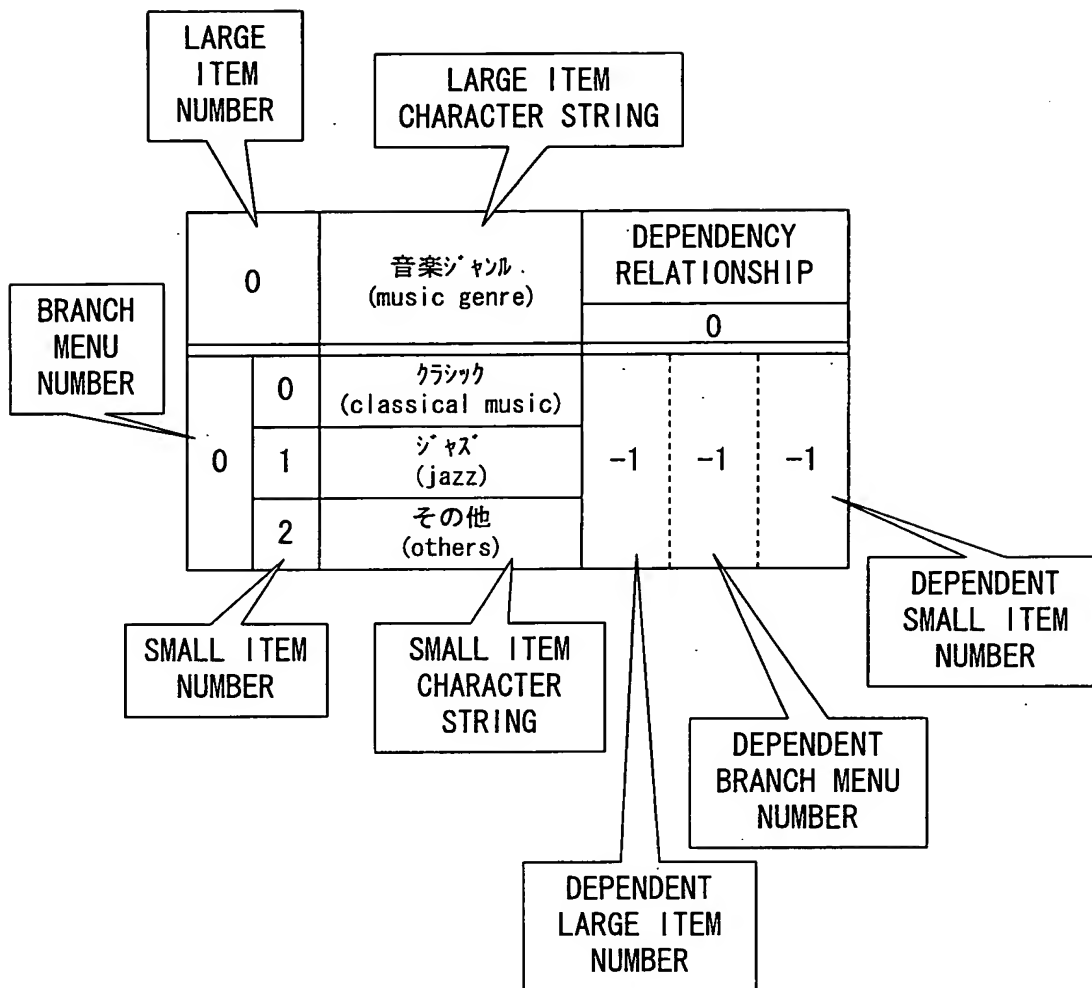 LARGE
ITEM
NUMBER
LARGE ITEM
CHARACTER STRING
0
音楽ｼﾞｬﾝﾙ
(music genre)
DEPENDENCY
RELATIONSHIP
0
BRANCH
MENU
NUMBER
0
0
ｸﾗｼｯｸ
(classical music)
1
ｼﾞｬｽﾞ
(jazz)
2
その他
(others)
-1 -1 -1
SMALL ITEM
NUMBER
SMALL ITEM
CHARACTER
STRING
DEPENDENT
SMALL ITEM
NUMBER
DEPENDENT
BRANCH MENU
NUMBER
DEPENDENT
LARGE ITEM
NUMBER